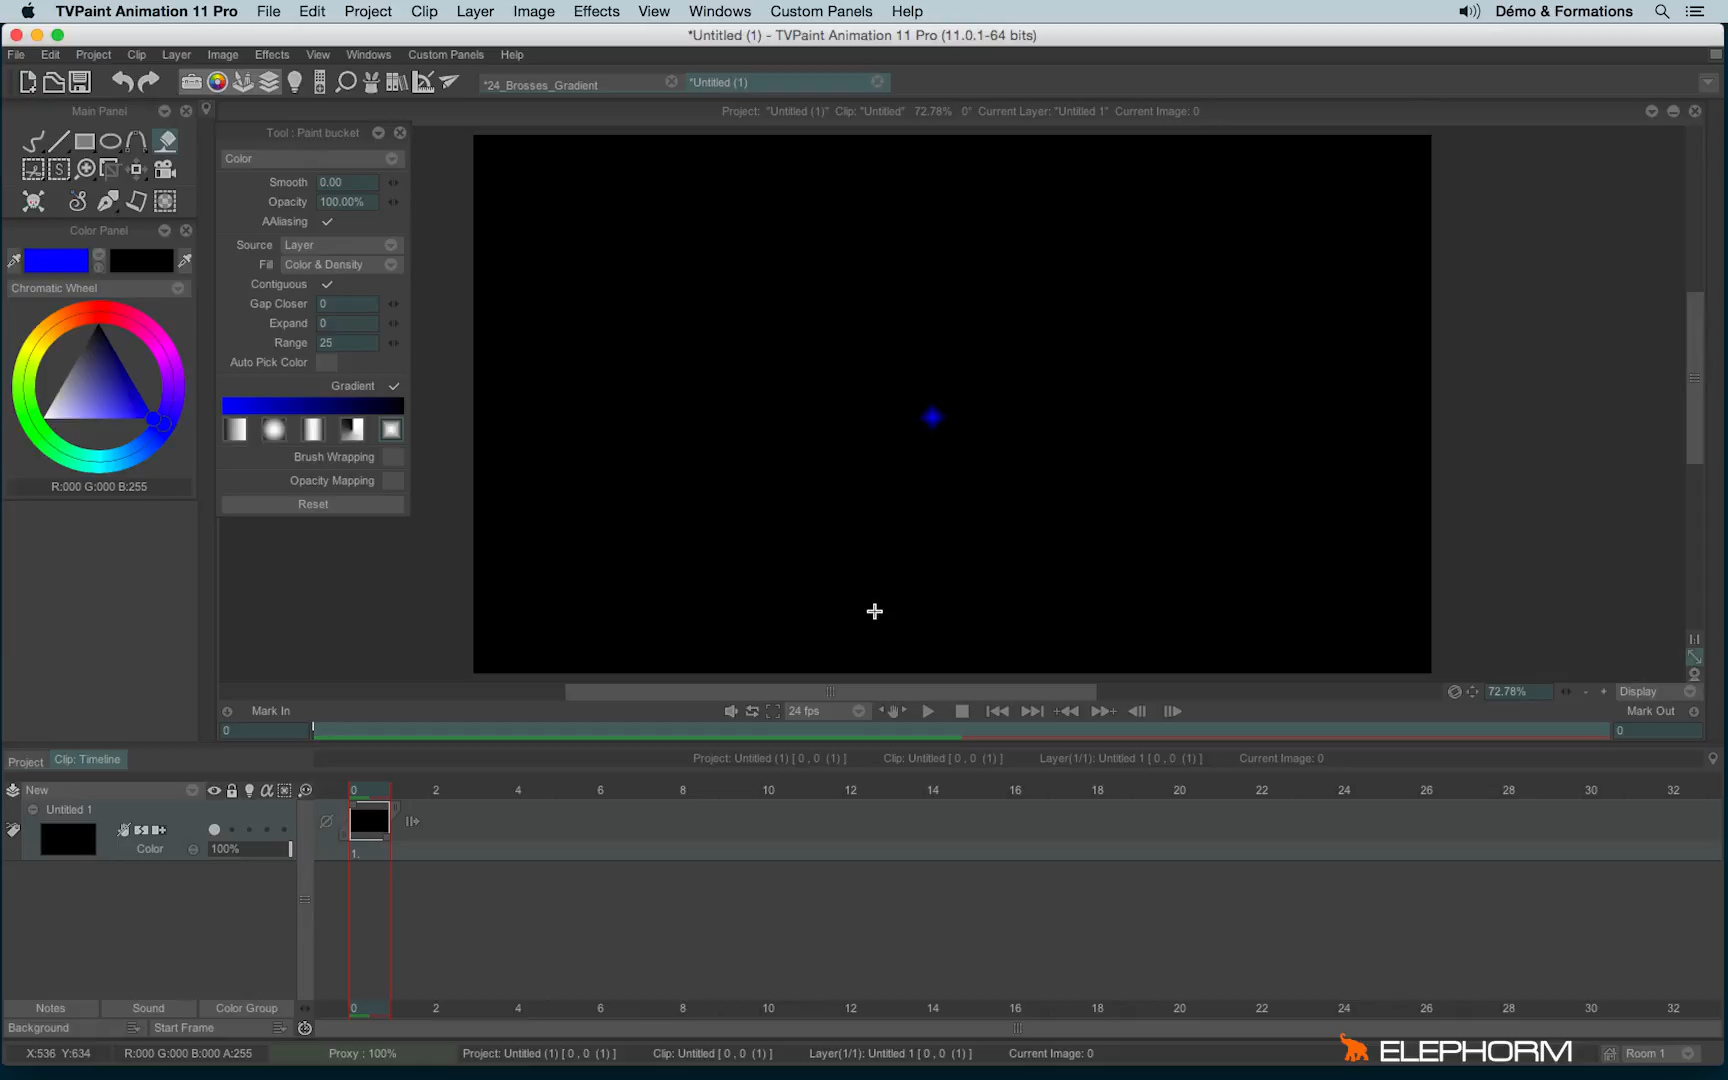 TVPaint Animation 11 Pro File Edit Project Clip Layer Image Effects View Windows Custom Panels Help Démo & Formations
*Untitled (1) - TVPaint Animation 11 Pro (11.0.1-64 bits)
File Edit Project Clip Layer Image Effects View Windows Custom Panels Help
*24_Brosses_Gradient *Untitled (1)
Main Panel
Project: "Untitled (1)" Clip: "Untitled" 72.78% 0° Current Layer: "Untitled 1" Current Image: 0
Tool : Paint bucket
Color
Smooth 0.00
Opacity 100.00%
AAliasing
Source Layer
Fill Color & Density
Contiguous
Gap Closer 0
Expand 0
Range 25
Auto Pick Color
Gradient
Brush Wrapping
Opacity Mapping
Reset
Color Panel
Chromatic Wheel
R:000 G:000 B:255
72.78% Display
Mark In 24 fps Mark Out
0 0
Project Clip: Timeline Project: Untitled (1) [ 0 , 0 (1) ] Clip: Untitled [ 0 , 0 (1) ] Layer(1/1): Untitled 1 [ 0 , 0 (1) ] Current Image: 0
New 0 2 4 6 8 10 12 14 16 18 20 22 24 26 28 30 32
Untitled 1
Color 100%
1.
Notes Sound Color Group 0 2 4 6 8 10 12 14 16 18 20 22 24 26 28 30 32
Background Start Frame
X:536 Y:634 R:000 G:000 B:000 A:255 Proxy : 100% Project: Untitled (1) [ 0 , 0 (1) ] Clip: Untitled [ 0 , 0 (1) ] Layer(1/1): Untitled 1 [ 0 , 0 (1) ] Current Image: 0 ELEPHORM Room 1